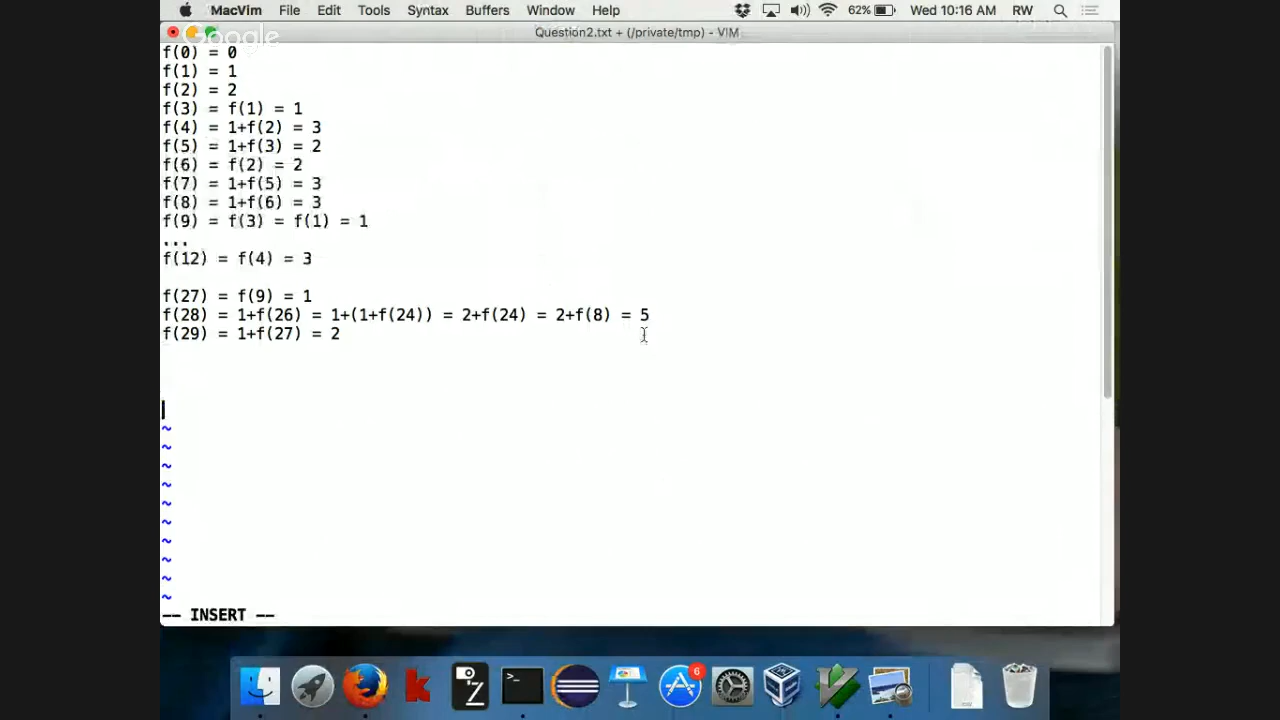 MacVim File Edit Tools Syntax Buffers Window Help 62% Wed 10:16 AM RW
Google
Question2.txt + (/private/tmp) - VIM
f(0) = 0
f(1) = 1
f(2) = 2
f(3) = f(1) = 1
f(4) = 1+f(2) = 3
f(5) = 1+f(3) = 2
f(6) = f(2) = 2
f(7) = 1+f(5) = 3
f(8) = 1+f(6) = 3
f(9) = f(3) = f(1) = 1
...
f(12) = f(4) = 3
f(27) = f(9) = 1
f(28) = 1+f(26) = 1+(1+f(24)) = 2+f(24) = 2+f(8) = 5
f(29) = 1+f(27) = 2
~
~
~
~
~
~
~
~
~
~
-- INSERT --
6